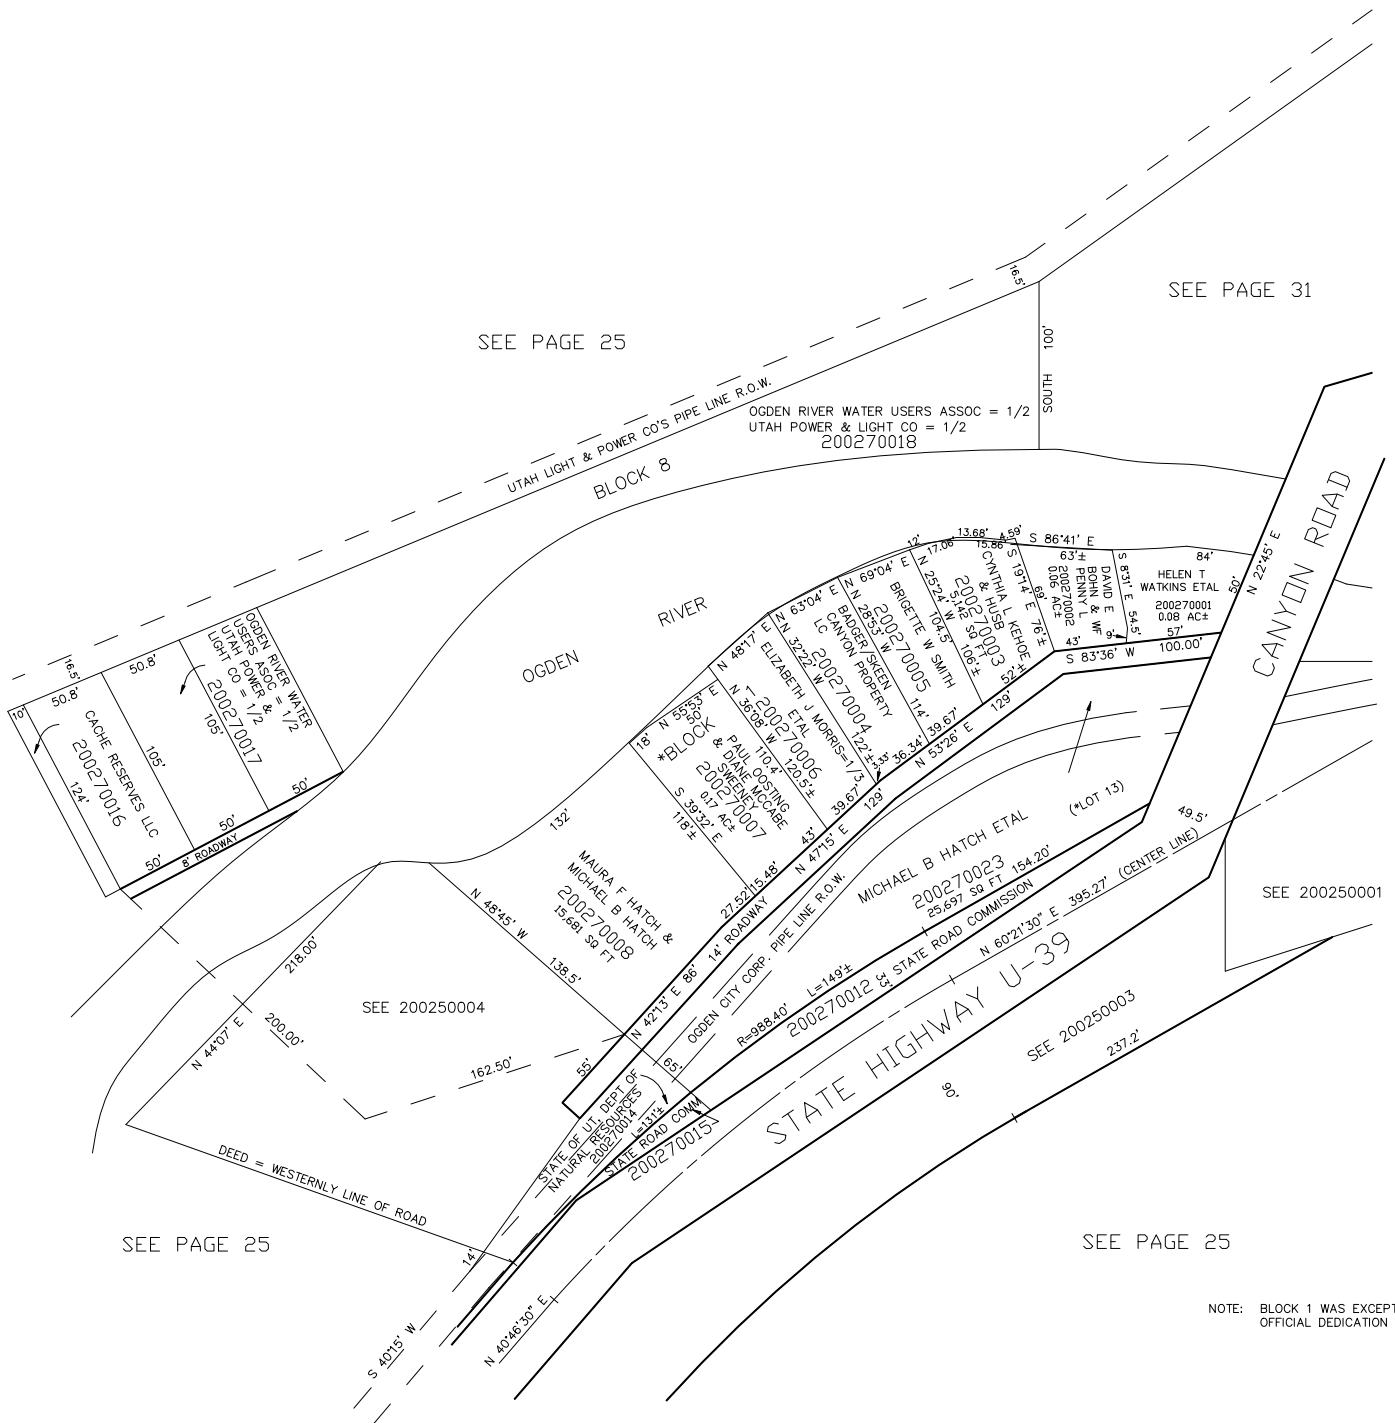 SEE PAGE 31
SEE PAGE 25
16.5'
SOUTH 100'
UTAH LIGHT & POWER CO'S PIPE LINE R.O.W.
OGDEN RIVER WATER USERS ASSOC = 1/2
UTAH POWER & LIGHT CO = 1/2
200270018
BLOCK 8
CANYON ROAD
N 22°45' E
50'
OGDEN RIVER
12'
17.06'
13.68'
15.86'
4.59'
S 86°41' E
63'±
84'
HELEN T
WATKINS ETAL
200270001
0.08 AC±
57'
S 8°31' E 54.5'
9'
DAVID E
BOHN & WF
PENNY L
200270002
0.06 AC±
43'
S 83°36' W 100.00'
S 19°14' E 76'±
69'
CYNTHIA L KEHOE
& HUSB
200270003
5,142 SQ FT
106'±
52'±
129'
N 25°24' W 104.5'
N 69°04' E
BRIGETTE W SMITH
200270005
N 28°53' W 114'
39.67'
N 53°26' E
N 63°04' E
BADGER/SKEEN
CANYON PROPERTY
LC
200270004
N 32°22' W 122'±
36.34'
3.33'
N 48°17' E
ELIZABETH J MORRIS=1/3
ETAL
200270006
120.5'±
39.67'
129'
N 36°08' W 110.4'
N 55°53' E
59'
18'
*BLOCK 1
PAUL OOSTING
& DIANE MCCABE
SWEENEY
200270007
0.17 AC±
S 39°32' E
118'±
43'
N 47°15' E
15.48'
27.52'
132'
MAURA F HATCH &
MICHAEL B HATCH
200270008
15,681 SQ FT
N 48°45' W 138.5'
N 42°13' E 86' 14' ROADWAY
55'
65'
OGDEN CITY CORP. PIPE LINE R.O.W.
MICHAEL B HATCH ETAL (*LOT 13)
200270023
25,697 SQ FT 154.20'
R=988.40' L=149'±
200270012 33' STATE ROAD COMMISSION
N 60°21'30" E 395.27' (CENTER LINE)
49.5'
STATE HIGHWAY U-39
SEE 200250001
SEE 200250003
237.2'
90'
16.5'
50.8'
50.8'
10'
CACHE RESERVES LLC
200270016
124'
105'
OGDEN RIVER WATER
USERS ASSOC = 1/2
UTAH POWER &
LIGHT CO = 1/2
200270017
105'
50'
50'
50'
8' ROADWAY
218.00'
N 44°07' E
200.00'
SEE 200250004
162.50'
DEED = WESTERNLY LINE OF ROAD
STATE OF UT, DEPT OF
NATURAL RESOURCES
200270014
L=131'±
STATE ROAD COMM
200270015
14'
S 40°15' W
N 40°46'30" E
SEE PAGE 25
SEE PAGE 25
NOTE: BLOCK 1 WAS EXCEPT
OFFICIAL DEDICATION